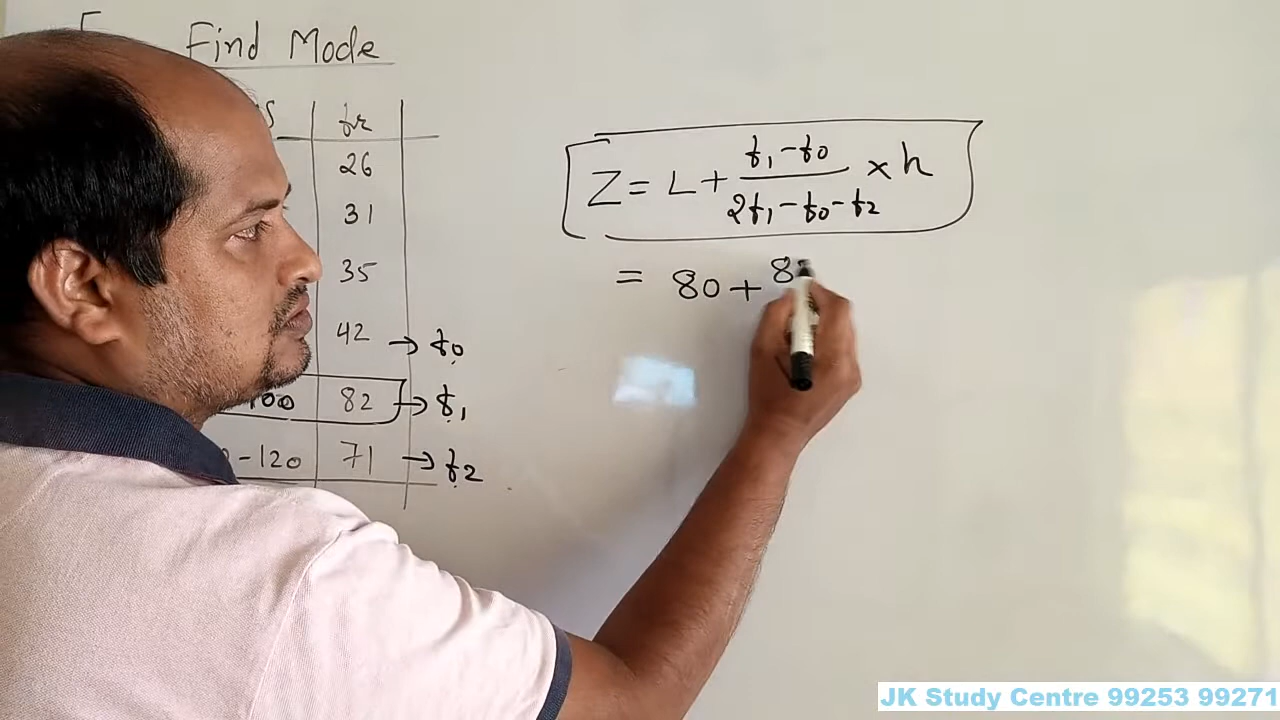 Find Mode
fr
26
31
35
42 → f0
100 82 → f1
-120 71 → f2
Z = L + f1 - f0 / 2f1 - f0 - f2 × h
= 80 + 8
JK Study Centre 99253 99271